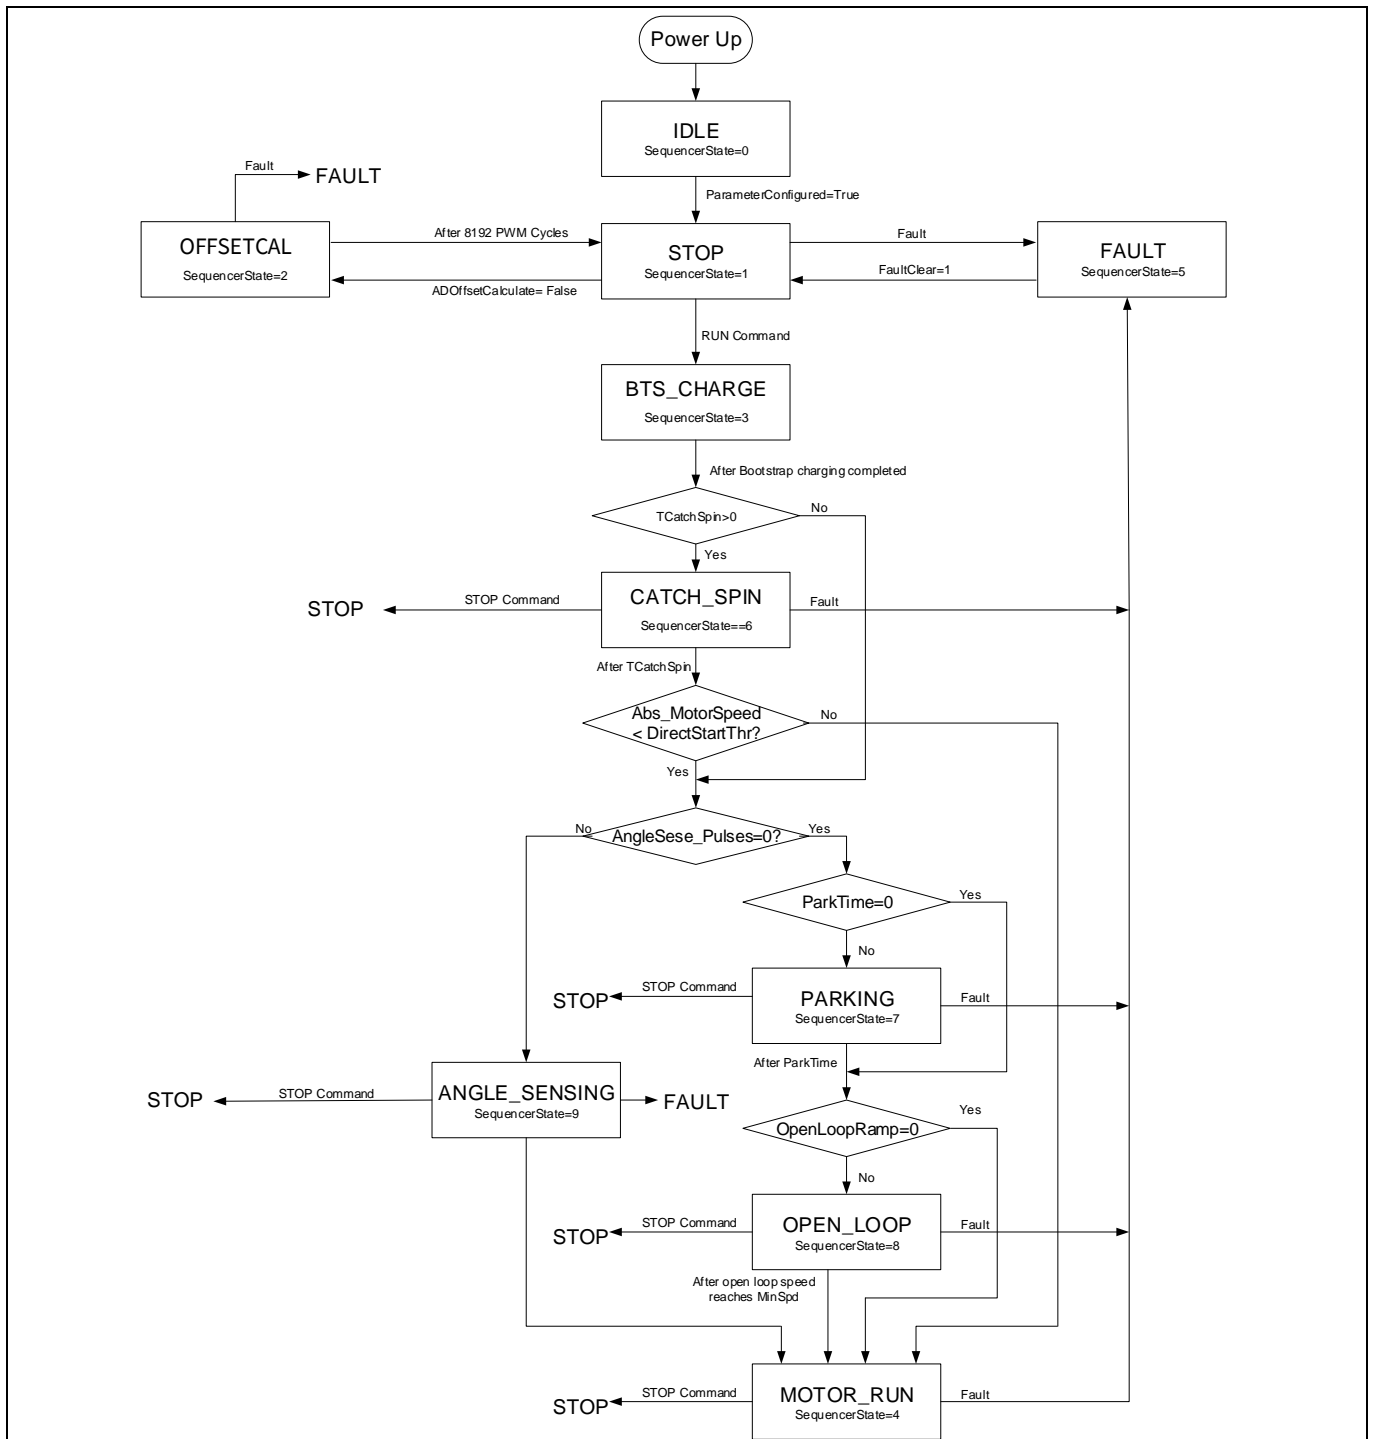 Power Up
IDLE
SequencerState=0
ParameterConfigured=True
Fault
FAULT
OFFSETCAL
SequencerState=2
After 8192 PWM Cycles
ADOffsetCalculate= False
STOP
SequencerState=1
Fault
FaultClear=1
FAULT
SequencerState=5
RUN Command
BTS_CHARGE
SequencerState=3
After Bootstrap charging completed
TCatchSpin>0
No
Yes
STOP
STOP Command
CATCH_SPIN
SequencerState==6
Fault
After TCatchSpin
Abs_MotorSpeed
< DirectStartThr?
No
Yes
No
AngleSese_Pulses=0?
Yes
ParkTime=0
Yes
No
STOP
STOP Command
PARKING
SequencerState=7
Fault
After ParkTime
STOP
STOP Command
ANGLE_SENSING
SequencerState=9
FAULT
OpenLoopRamp=0
Yes
No
STOP
STOP Command
OPEN_LOOP
SequencerState=8
Fault
After open loop speed
reaches MinSpd
STOP
STOP Command
MOTOR_RUN
SequencerState=4
Fault